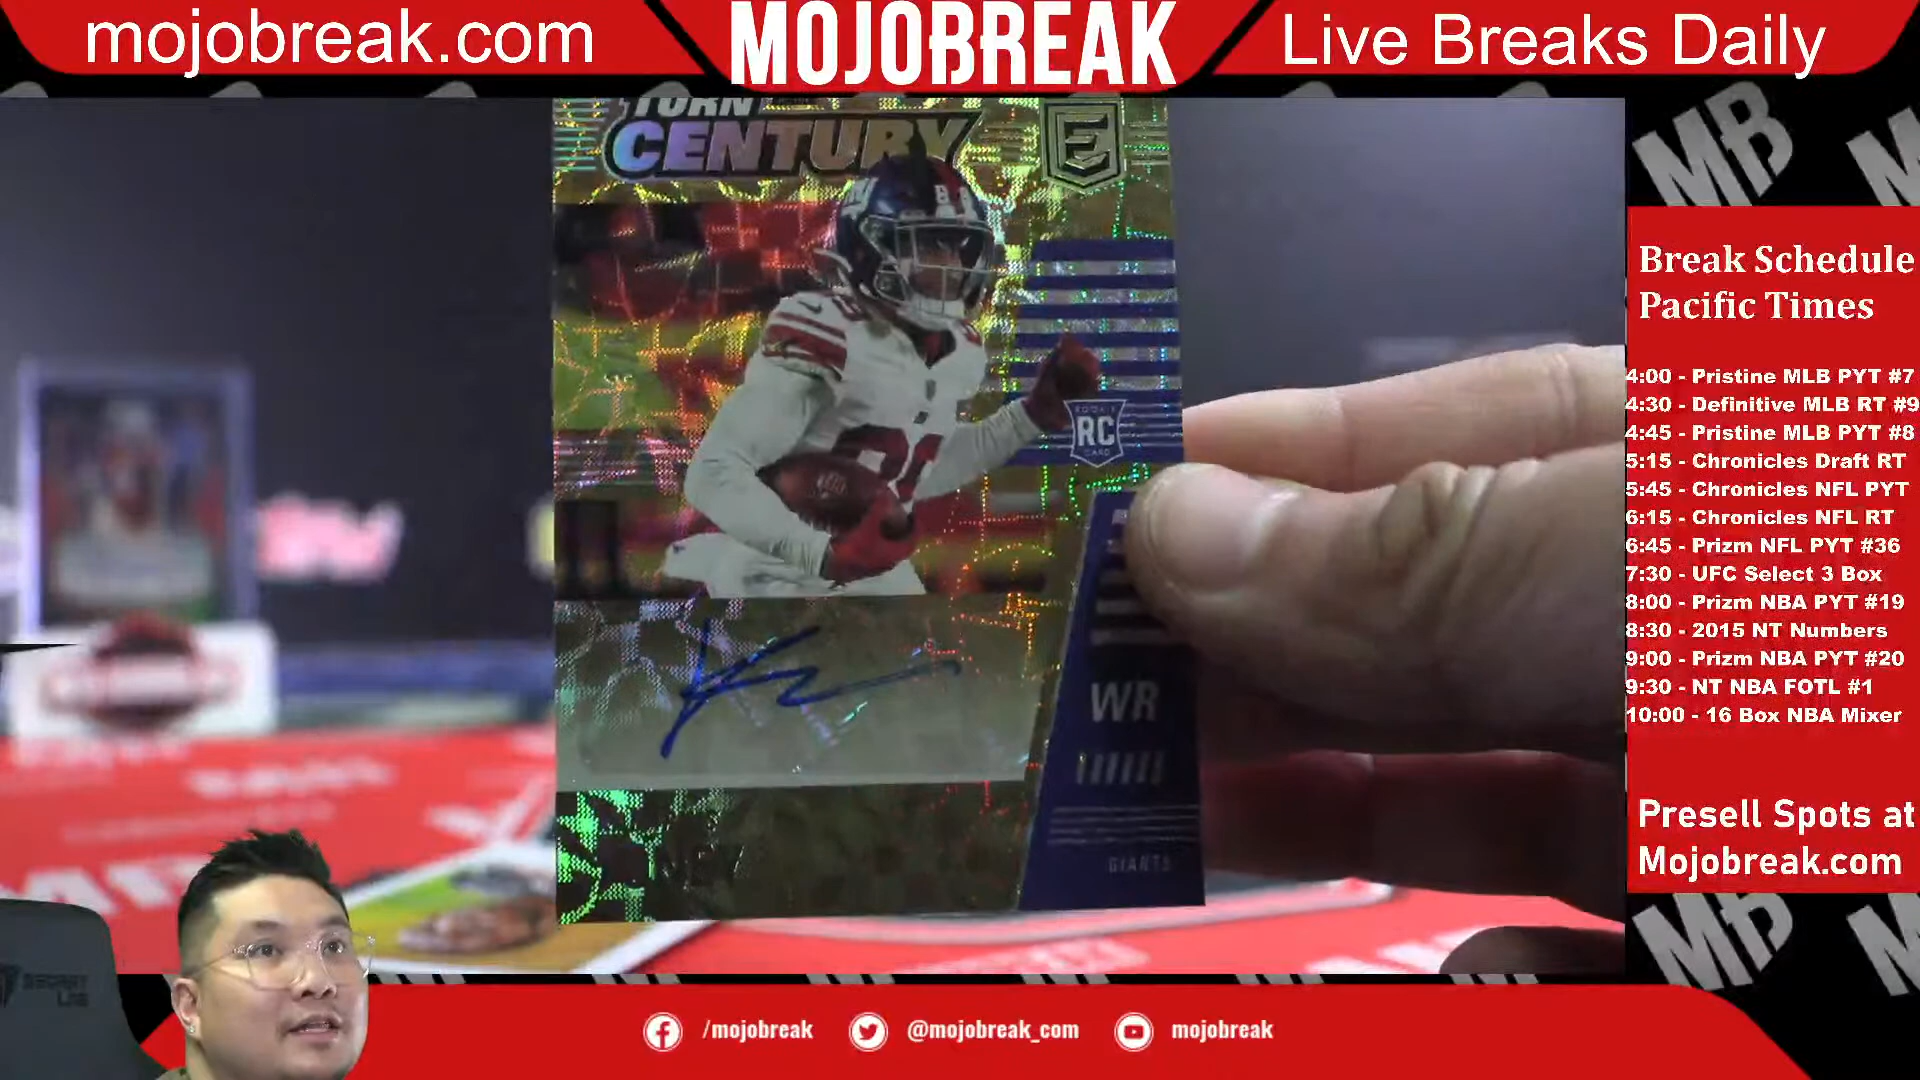 mojobreak.com
MOJOBREAK
Live Breaks Daily
TURN
CENTURY
E
RC
WR
GIANTS
Break Schedule
Pacific Times
4:00 - Pristine MLB PYT #7
4:30 - Definitive MLB RT #9
4:45 - Pristine MLB PYT #8
5:15 - Chronicles Draft RT
5:45 - Chronicles NFL PYT
6:15 - Chronicles NFL RT
6:45 - Prizm NFL PYT #36
7:30 - UFC Select 3 Box
8:00 - Prizm NBA PYT #19
8:30 - 2015 NT Numbers
9:00 - Prizm NBA PYT #20
9:30 - NT NBA FOTL #1
10:00 - 16 Box NBA Mixer
Presell Spots at
Mojobreak.com
MB
MB
SECRET
LAB
/mojobreak
@mojobreak_com
mojobreak